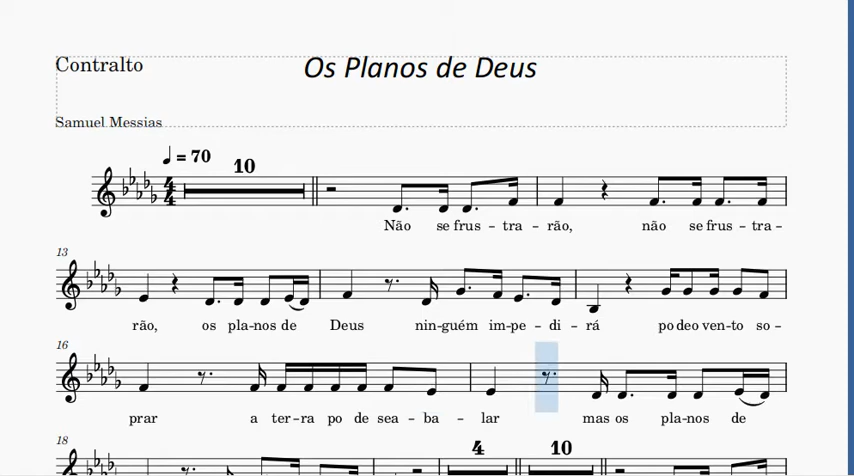 Os Planos de Deus
Contralto
Samuel Messias
= 70
10
Não se frus - tra - rão, não se frus - tra -
13
rão, os pla - nos de Deus nin - guém im - pe - di - rá po deo ven - to so -
16
prar a ter - ra po de sea - ba - lar mas os pla - nos de
18
4 10